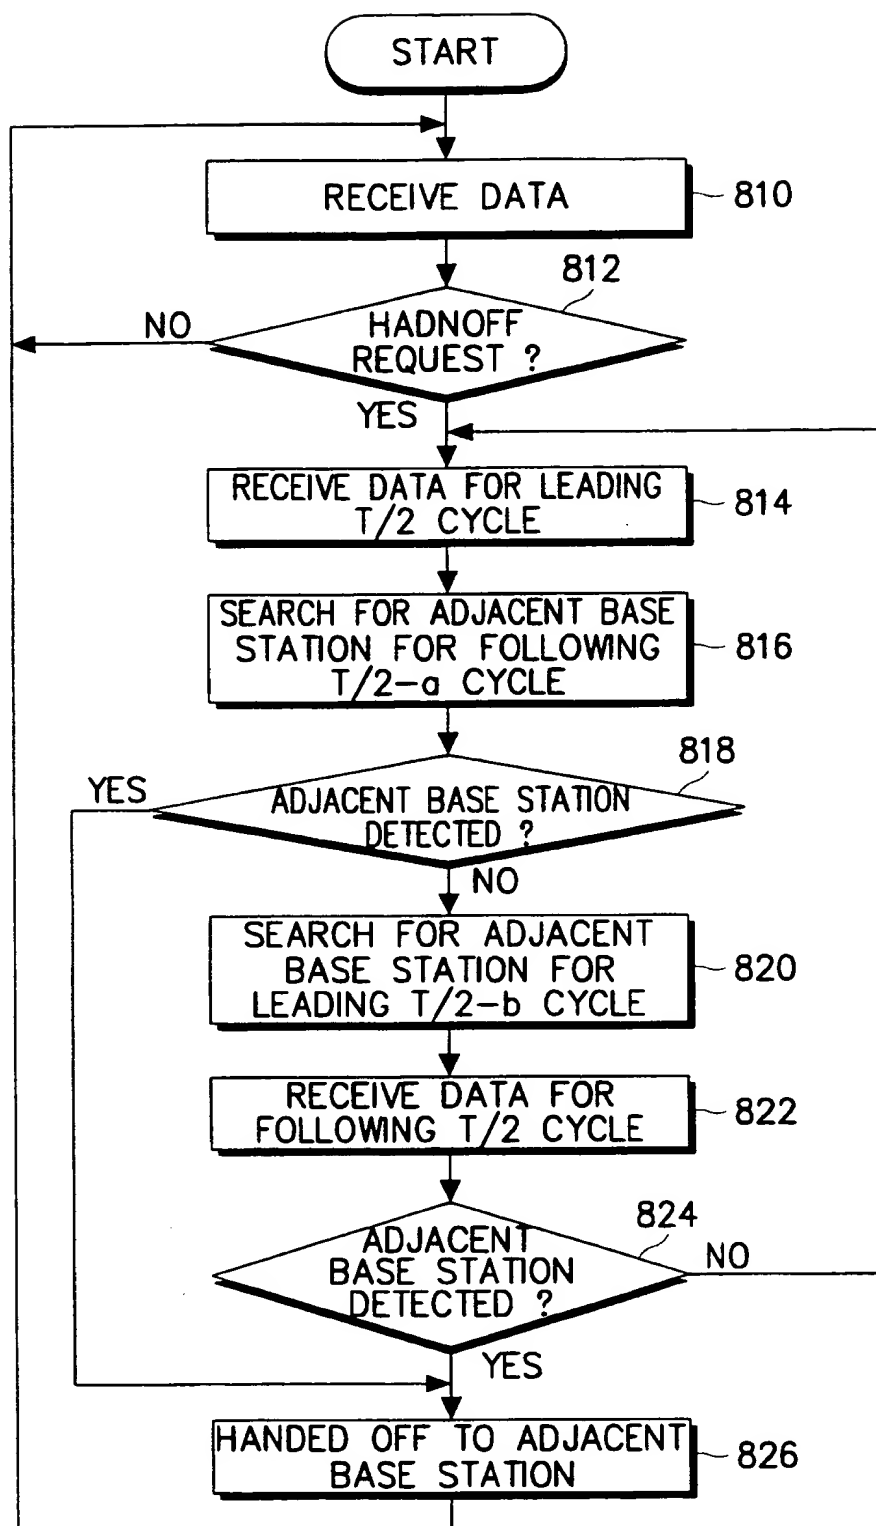 START
RECEIVE DATA
810
812
NO
HADNOFF
REQUEST ?
YES
RECEIVE DATA FOR LEADING
T/2 CYCLE
814
SEARCH FOR ADJACENT BASE
STATION FOR FOLLOWING
T/2-a CYCLE
816
818
YES
ADJACENT BASE STATION
DETECTED ?
NO
SEARCH FOR ADJACENT
BASE STATION FOR
LEADING T/2-b CYCLE
820
RECEIVE DATA FOR
FOLLOWING T/2 CYCLE
822
824
ADJACENT
BASE STATION
DETECTED ?
NO
YES
HANDED OFF TO ADJACENT
BASE STATION
826